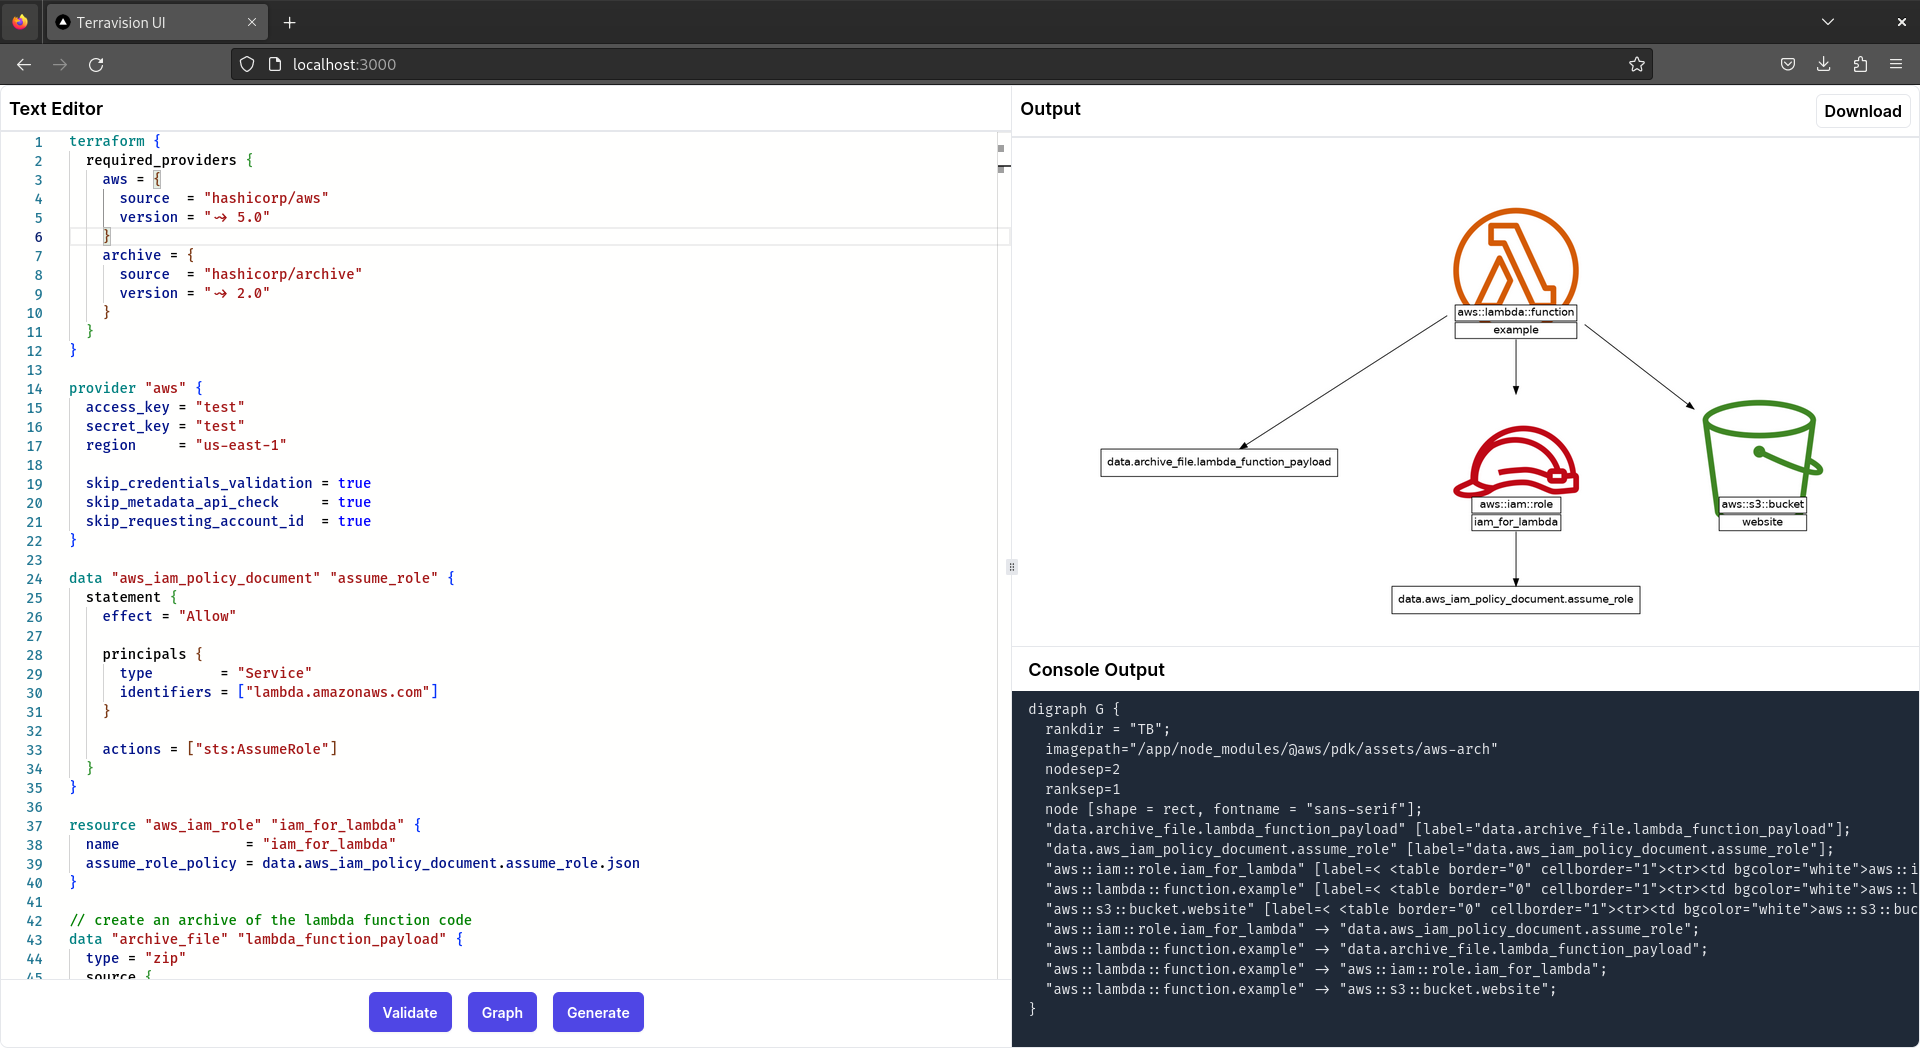 Terravision UI
localhost:3000
Text Editor
1 terraform {
2 required_providers {
3 aws = {
4 source = "hashicorp/aws"
5 version = "~> 5.0"
6 }
7 archive = {
8 source = "hashicorp/archive"
9 version = "~> 2.0"
10 }
11 }
12 }
13
14 provider "aws" {
15 access_key = "test"
16 secret_key = "test"
17 region = "us-east-1"
18
19 skip_credentials_validation = true
20 skip_metadata_api_check = true
21 skip_requesting_account_id = true
22 }
23
24 data "aws_iam_policy_document" "assume_role" {
25 statement {
26 effect = "Allow"
27
28 principals {
29 type = "Service"
30 identifiers = ["lambda.amazonaws.com"]
31 }
32
33 actions = ["sts:AssumeRole"]
34 }
35 }
36
37 resource "aws_iam_role" "iam_for_lambda" {
38 name = "iam_for_lambda"
39 assume_role_policy = data.aws_iam_policy_document.assume_role.json
40 }
41
42 // create an archive of the lambda function code
43 data "archive_file" "lambda_function_payload" {
44 type = "zip"
45 source {
Validate Graph Generate
Output
Download
aws::lambda::function
example
data.archive_file.lambda_function_payload
aws::iam::role
iam_for_lambda
aws::s3::bucket
website
data.aws_iam_policy_document.assume_role
Console Output
digraph G {
rankdir = "TB";
imagepath="/app/node_modules/@aws/pdk/assets/aws-arch"
nodesep=2
ranksep=1
node [shape = rect, fontname = "sans-serif"];
"data.archive_file.lambda_function_payload" [label="data.archive_file.lambda_function_payload"];
"data.aws_iam_policy_document.assume_role" [label="data.aws_iam_policy_document.assume_role"];
"aws::iam::role.iam_for_lambda" [label=< <table border="0" cellborder="1"><tr><td bgcolor="white">aws::i
"aws::lambda::function.example" [label=< <table border="0" cellborder="1"><tr><td bgcolor="white">aws::l
"aws::s3::bucket.website" [label=< <table border="0" cellborder="1"><tr><td bgcolor="white">aws::s3::buc
"aws::iam::role.iam_for_lambda" -> "data.aws_iam_policy_document.assume_role";
"aws::lambda::function.example" -> "data.archive_file.lambda_function_payload";
"aws::lambda::function.example" -> "aws::iam::role.iam_for_lambda";
"aws::lambda::function.example" -> "aws::s3::bucket.website";
}